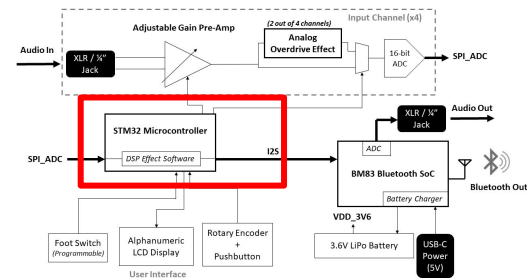 Input Channel (x4)
Adjustable Gain Pre-Amp
(2 out of 4 channels)
Analog
Overdrive Effect
Audio In
XLR / ¼"
Jack
16-bit
ADC
SPI_ADC
XLR / ¼"
Jack
Audio Out
STM32 Microcontroller
SPI_ADC
DSP Effect Software
I2S
ADC
BM83 Bluetooth SoC
Battery Charger
Bluetooth Out
VDD_3V6
Foot Switch
(Programmable)
Alphanumeric
LCD Display
Rotary Encoder
+
Pushbutton
3.6V LiPo Battery
USB-C
Power
(5V)
User Interface